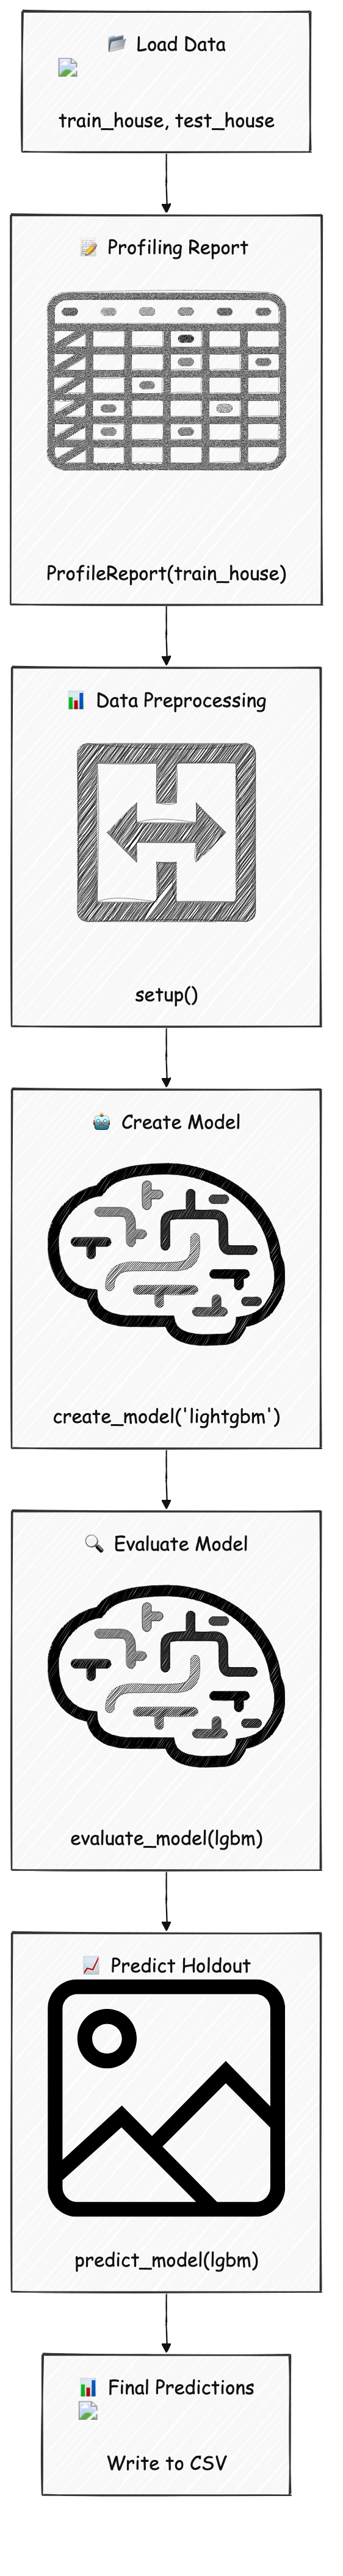 Load Data
train_house, test_house
Profiling Report
ProfileReport(train_house)
Data Preprocessing
setup()
Create Model
create_model('lightgbm')
Evaluate Model
evaluate_model(lgbm)
Predict Holdout
predict_model(lgbm)
Final Predictions
Write to CSV